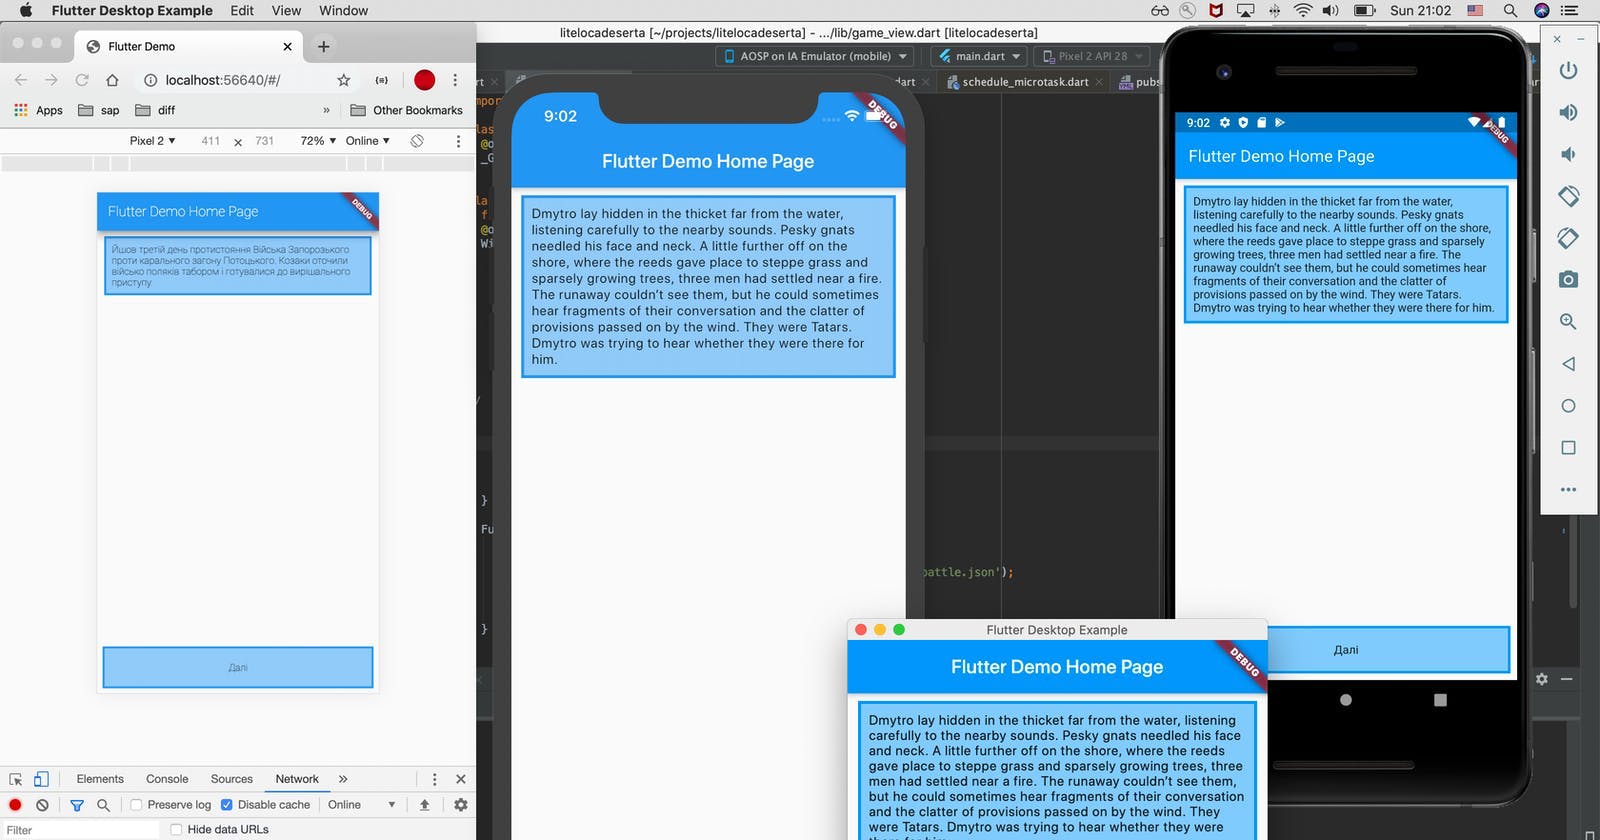 Flutter Desktop Example Edit View Window Sun 21:02
Flutter Demo
localhost:56640/#/
Apps sap diff » Other Bookmarks
Pixel 2 411 x 731 72% Online
Flutter Demo Home Page
DEBUG
Йшов третій день протистояння Війська Запорозького
проти карального загону Потоцького. Козаки оточили
військо поляків табором і готувалися до вирішального
приступу
Далі
Elements Console Sources Network »
Preserve log Disable cache Online
Filter Hide data URLs
litelocadeserta [~/projects/litelocadeserta] - .../lib/game_view.dart [litelocadeserta]
AOSP on IA Emulator (mobile) main.dart Pixel 2 API 28
dart schedule_microtask.dart pubs
battle.json');
}
Fu
}
9:02
DEBUG
Flutter Demo Home Page
Dmytro lay hidden in the thicket far from the water,
listening carefully to the nearby sounds. Pesky gnats
needled his face and neck. A little further off on the
shore, where the reeds gave place to steppe grass and
sparsely growing trees, three men had settled near a fire.
The runaway couldn’t see them, but he could sometimes
hear fragments of their conversation and the clatter of
provisions passed on by the wind. They were Tatars.
Dmytro was trying to hear whether they were there for
him.
Flutter Desktop Example
Flutter Demo Home Page
DEBUG
Dmytro lay hidden in the thicket far from the water, listening
carefully to the nearby sounds. Pesky gnats needled his face
and neck. A little further off on the shore, where the reeds
gave place to steppe grass and sparsely growing trees, three
men had settled near a fire. The runaway couldn’t see them,
but he could sometimes hear fragments of their conversation
and the clatter of provisions passed on by the wind. They
were Tatars. Dmytro was trying to hear whether they were
there for him.
9:02
DEBUG
Flutter Demo Home Page
Dmytro lay hidden in the thicket far from the water,
listening carefully to the nearby sounds. Pesky gnats
needled his face and neck. A little further off on the shore,
where the reeds gave place to steppe grass and sparsely
growing trees, three men had settled near a fire. The
runaway couldn’t see them, but he could sometimes hear
fragments of their conversation and the clatter of
provisions passed on by the wind. They were Tatars.
Dmytro was trying to hear whether they were there for him.
Далі